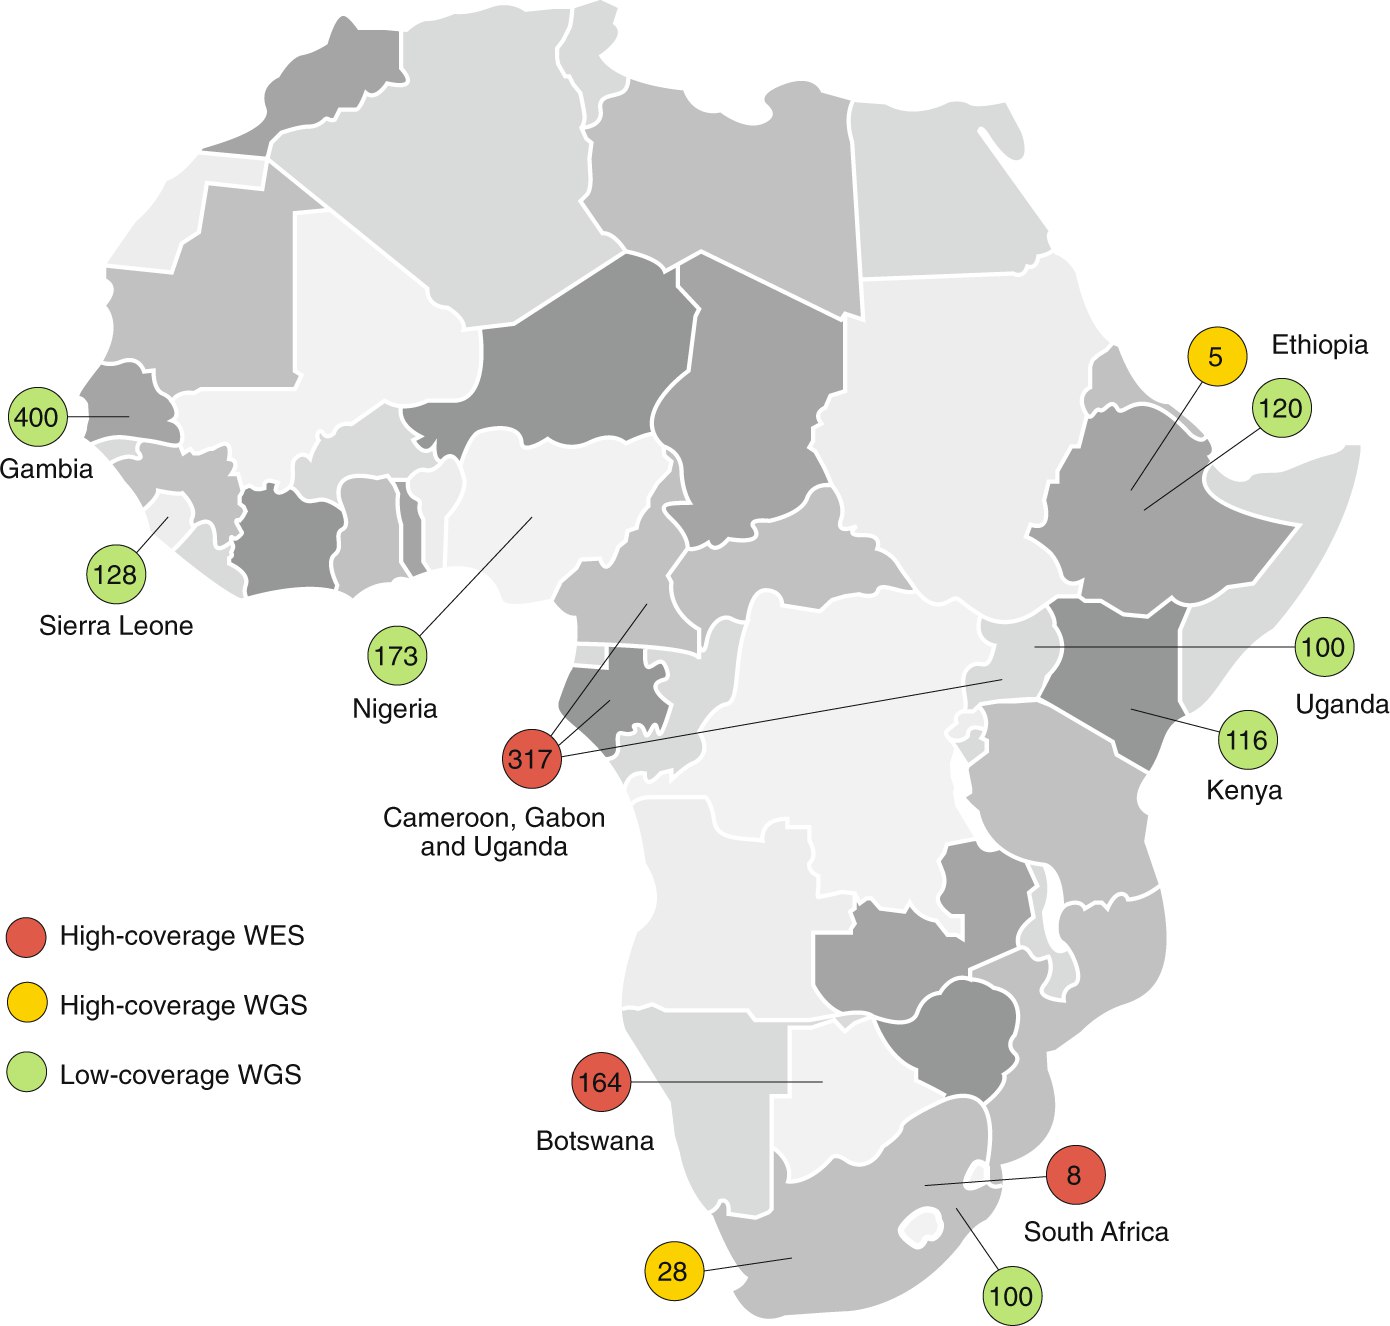 5
Ethiopia
120
400
Gambia
128
Sierra Leone
173
Nigeria
100
Uganda
116
Kenya
317
Cameroon, Gabon
and Uganda
High-coverage WES
High-coverage WGS
Low-coverage WGS
164
Botswana
8
South Africa
28
100